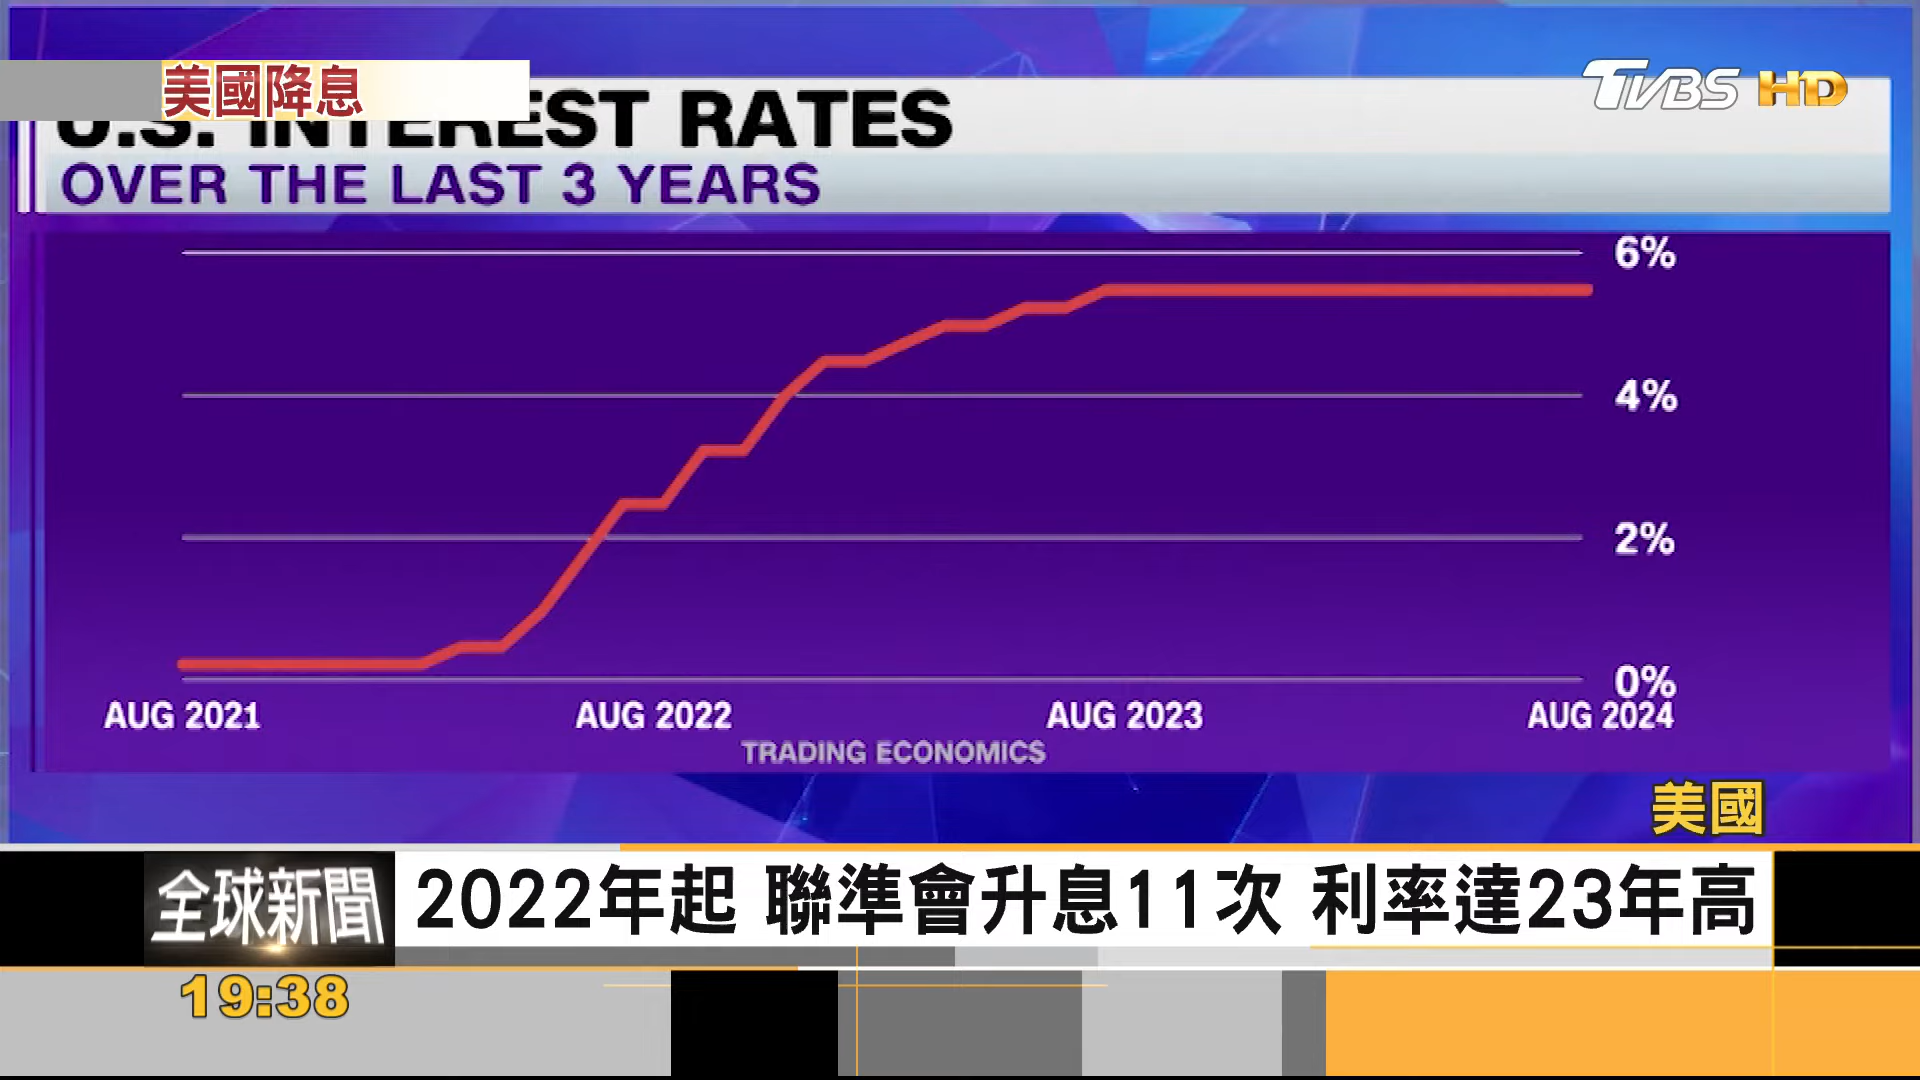 美國降息
TVBS HD
U.S. INTEREST RATES
OVER THE LAST 3 YEARS
6%
4%
2%
0%
AUG 2021
AUG 2022
AUG 2023
AUG 2024
TRADING ECONOMICS
美國
全球新聞
2022年起 聯準會升息11次 利率達23年高
19:38